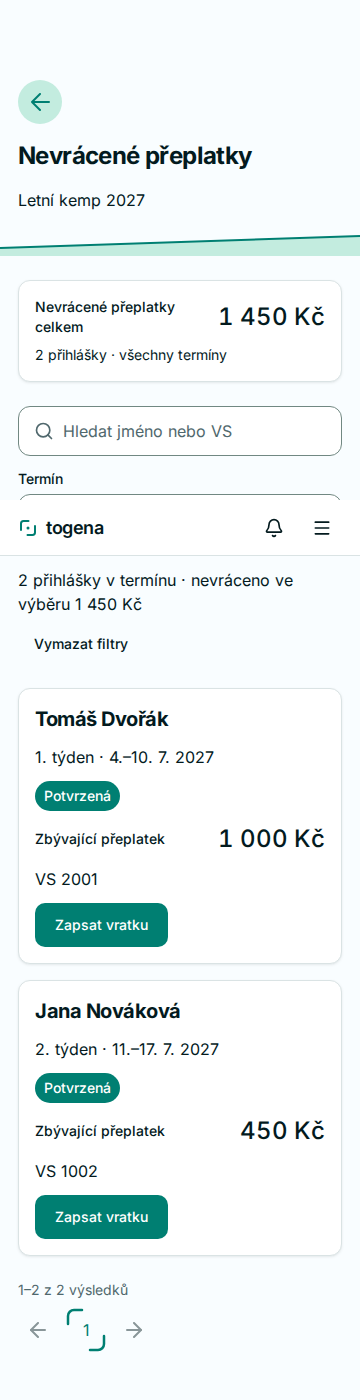 Nevrácené přeplatky
Letní kemp 2027
Nevrácené přeplatky
celkem
1 450 Kč
2 přihlášky · všechny termíny
Hledat jméno nebo VS
Termín
togena
2 přihlášky v termínu · nevráceno ve
výběru 1 450 Kč
Vymazat filtry
Tomáš Dvořák
1. týden · 4.–10. 7. 2027
Potvrzená
Zbývající přeplatek
1 000 Kč
VS 2001
Zapsat vratku
Jana Nováková
2. týden · 11.–17. 7. 2027
Potvrzená
Zbývající přeplatek
450 Kč
VS 1002
Zapsat vratku
1–2 z 2 výsledků
1